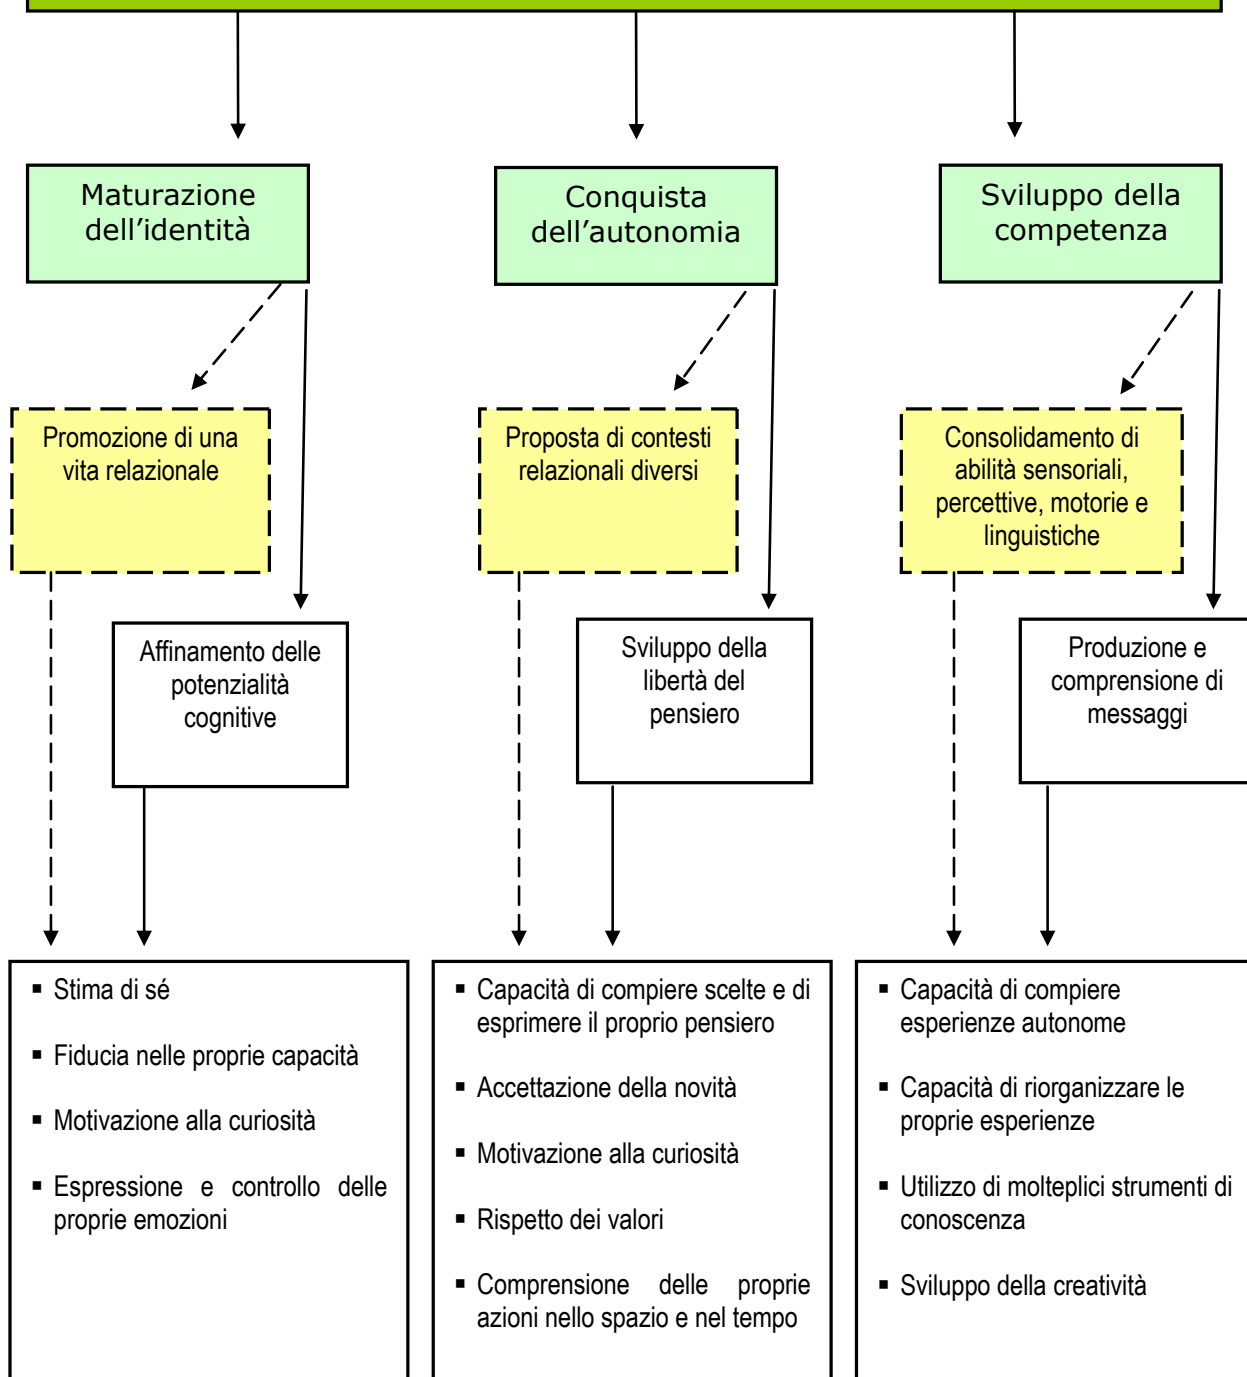 Maturazione
dell’identità
Conquista
dell’autonomia
Sviluppo della
competenza
Promozione di una
vita relazionale
Proposta di contesti
relazionali diversi
Consolidamento di
abilità sensoriali,
percettive, motorie e
linguistiche
Affinamento delle
potenzialità
cognitive
Sviluppo della
libertà del
pensiero
Produzione e
comprensione di
messaggi
▪ Stima di sé
▪ Fiducia nelle proprie capacità
▪ Motivazione alla curiosità
▪ Espressione e controllo delle
proprie emozioni
▪ Capacità di compiere scelte e di
esprimere il proprio pensiero
▪ Accettazione della novità
▪ Motivazione alla curiosità
▪ Rispetto dei valori
▪ Comprensione delle proprie
azioni nello spazio e nel tempo
▪ Capacità di compiere
esperienze autonome
▪ Capacità di riorganizzare le
proprie esperienze
▪ Utilizzo di molteplici strumenti di
conoscenza
▪ Sviluppo della creatività